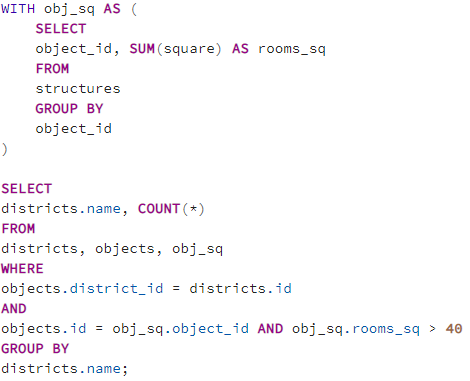 WITH obj_sq AS (
    SELECT
    object_id, SUM(square) AS rooms_sq
    FROM
    structures
    GROUP BY
    object_id
)

SELECT
districts.name, COUNT(*)
FROM
districts, objects, obj_sq
WHERE
objects.district_id = districts.id
AND
objects.id = obj_sq.object_id AND obj_sq.rooms_sq > 40
GROUP BY
districts.name;